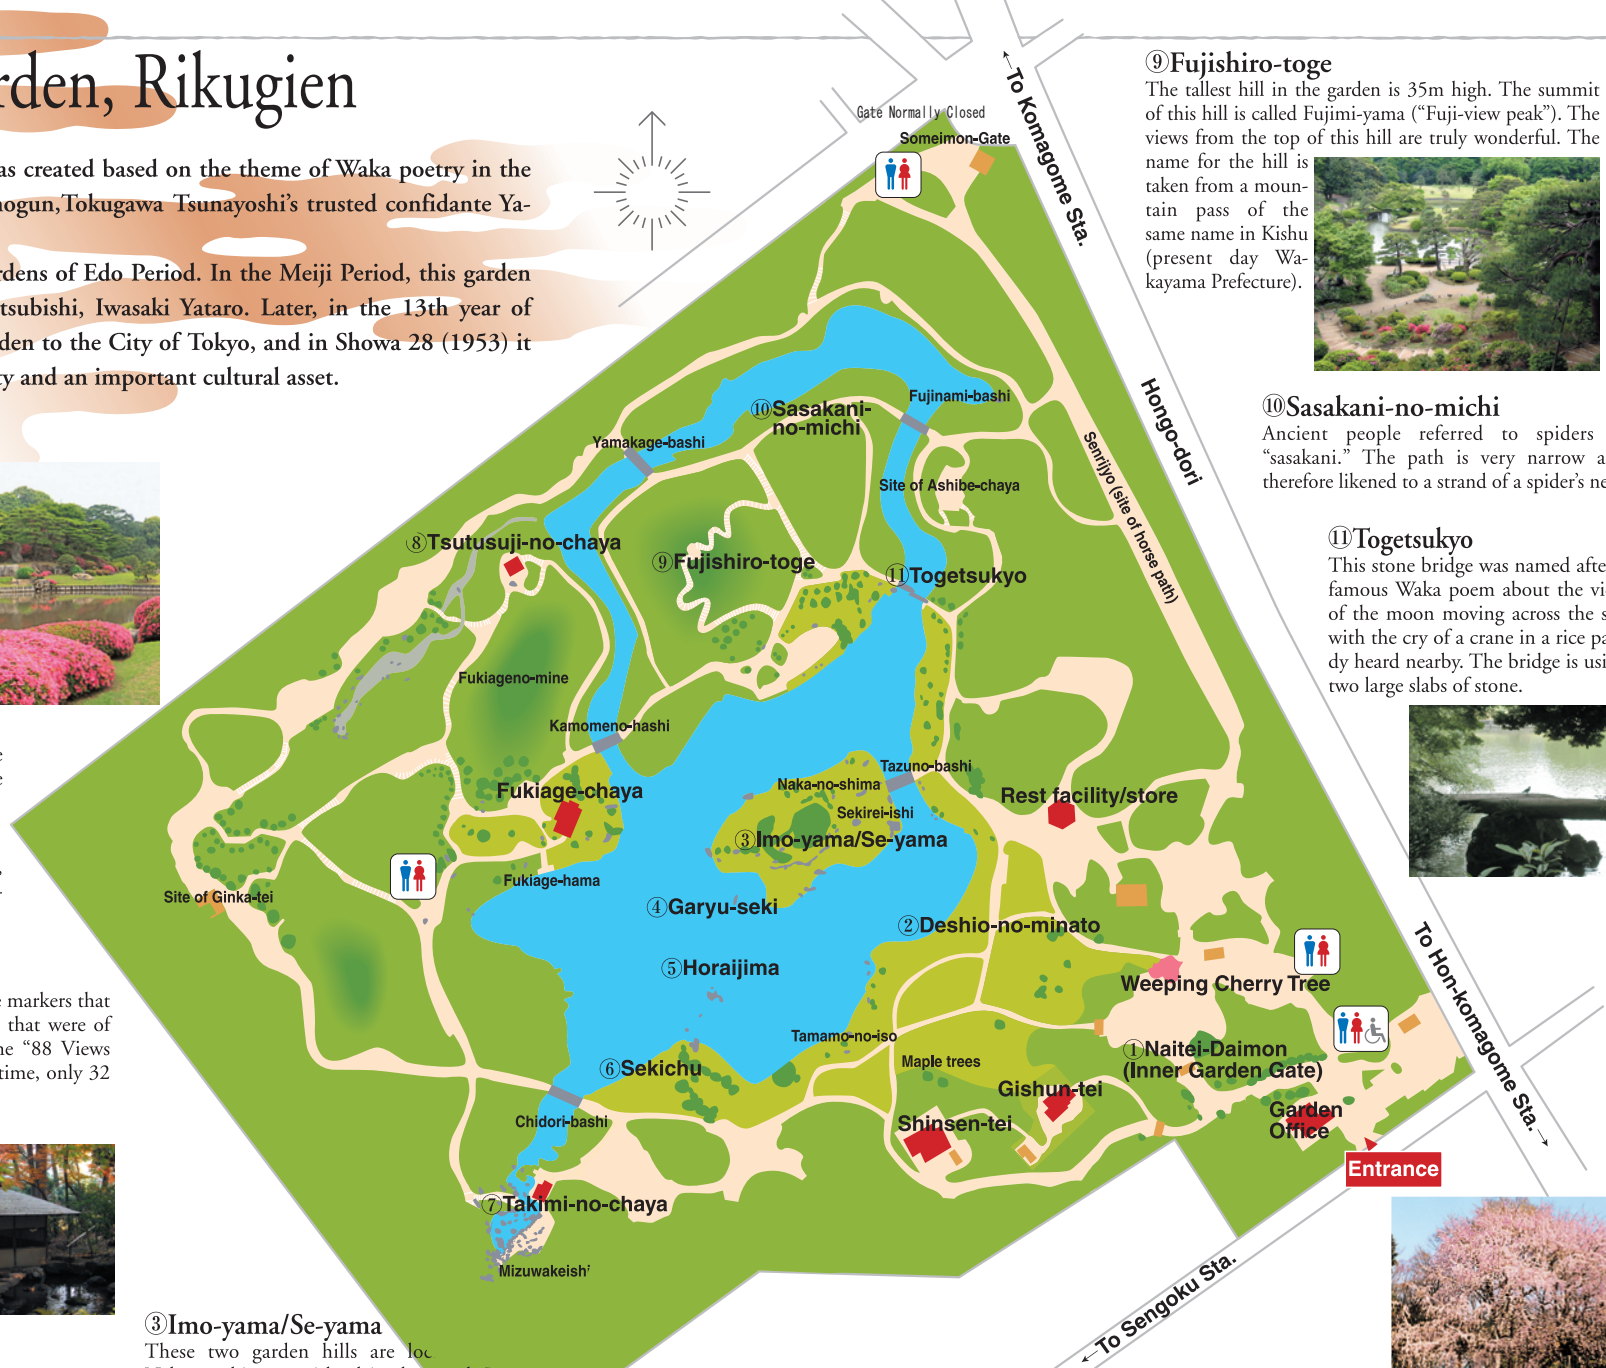 rden, Rikugien
as created based on the theme of Waka poetry in the
hogun, Tokugawa Tsunayoshi's trusted confidante Ya-
rdens of Edo Period. In the Meiji Period, this garden
tsubishi, Iwasaki Yataro. Later, in the 13th year of
den to the City of Tokyo, and in Showa 28 (1953) it
ty and an important cultural asset.
e markers that
that were of
ne “88 Views
time, only 32
③Imo-yama/Se-yama
These two garden hills are loc
Gate Normally Closed
Someimon-Gate
←To Komagome Sta.
Hongo-dori
Senrijyo (site of horse path)
To Hon-komagome Sta.→
←To Sengoku Sta.
Fujinami-bashi
⑩Sasakani-
no-michi
Yamakage-bashi
Site of Ashibe-chaya
⑧Tsutusuji-no-chaya
⑨Fujishiro-toge
⑪Togetsukyo
Fukiageno-mine
Kamomeno-hashi
Tazuno-bashi
Naka-no-shima
Fukiage-chaya
Rest facility/store
Sekirei-ishi
③Imo-yama/Se-yama
Fukiage-hama
Site of Ginka-tei
④Garyu-seki
②Deshio-no-minato
⑤Horaijima
Weeping Cherry Tree
Tamamo-no-iso
Maple trees
①Naitei-Daimon
(Inner Garden Gate)
⑥Sekichu
Gishun-tei
Chidori-bashi
Shinsen-tei
Garden
Office
Entrance
⑦Takimi-no-chaya
Mizuwakeishi
⑨Fujishiro-toge
The tallest hill in the garden is 35m high. The summit
of this hill is called Fujimi-yama (“Fuji-view peak”). The
views from the top of this hill are truly wonderful. The
name for the hill is
taken from a moun-
tain pass of the
same name in Kishu
(present day Wa-
kayama Prefecture).
⑩Sasakani-no-michi
Ancient people referred to spiders
“sasakani.” The path is very narrow a
therefore likened to a strand of a spider’s ne
⑪Togetsukyo
This stone bridge was named afte
famous Waka poem about the vi
of the moon moving across the s
with the cry of a crane in a rice pa
dy heard nearby. The bridge is usi
two large slabs of stone.